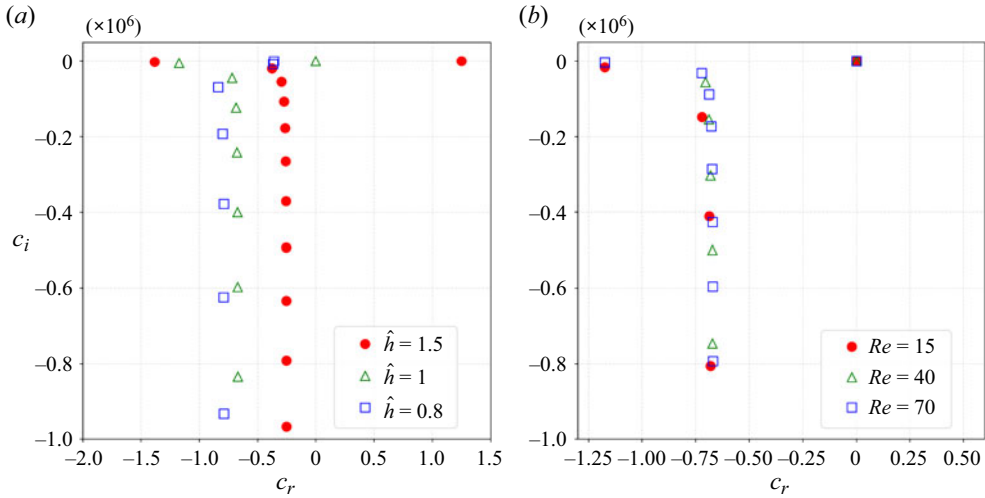 (a)
(×10⁶)
0
−0.2
−0.4
−0.6
−0.8
−1.0
c_i
−2.0 −1.5 −1.0 −0.5 0 0.5 1.0 1.5
c_r
ĥ = 1.5
ĥ = 1
ĥ = 0.8
(b)
(×10⁶)
0
−0.2
−0.4
−0.6
−0.8
−1.0
−1.25 −1.00 −0.75 −0.50 −0.25 0 0.25 0.50
c_r
Re = 15
Re = 40
Re = 70